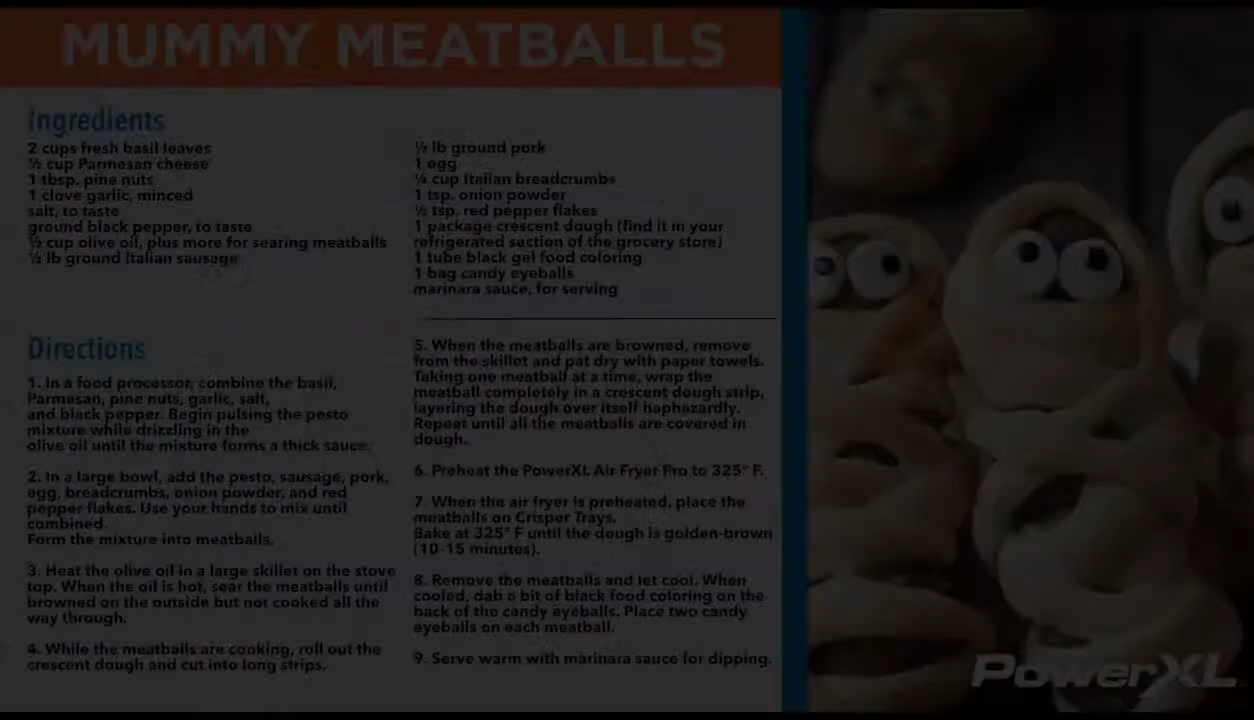 MUMMY MEATBALLS
Ingredients
2 cups fresh basil leaves
½ cup Parmesan cheese
1 tbsp. pine nuts
1 clove garlic, minced
salt, to taste
ground black pepper, to taste
⅓ cup olive oil, plus more for searing meatballs
½ lb ground Italian sausage
½ lb ground pork
1 egg
¼ cup Italian breadcrumbs
1 tsp. onion powder
½ tsp. red pepper flakes
1 package crescent dough (find it in your
refrigerated section of the grocery store)
1 tube black gel food coloring
1 bag candy eyeballs
marinara sauce, for serving
Directions
1. In a food processor, combine the basil,
Parmesan, pine nuts, garlic, salt,
and black pepper. Begin pulsing the pesto
mixture while drizzling in the
olive oil until the mixture forms a thick sauce.
2. In a large bowl, add the pesto, sausage, pork,
egg, breadcrumbs, onion powder, and red
pepper flakes. Use your hands to mix until
combined.
Form the mixture into meatballs.
3. Heat the olive oil in a large skillet on the stove
top. When the oil is hot, sear the meatballs until
browned on the outside but not cooked all the
way through.
4. While the meatballs are cooking, roll out the
crescent dough and cut into long strips.
5. When the meatballs are browned, remove
from the skillet and pat dry with paper towels.
Taking one meatball at a time, wrap the
meatball completely in a crescent dough strip,
layering the dough over itself haphazardly.
Repeat until all the meatballs are covered in
dough.
6. Preheat the PowerXL Air Fryer Pro to 325° F.
7. When the air fryer is preheated, place the
meatballs on Crisper Trays.
Bake at 325° F until the dough is golden-brown
(10-15 minutes).
8. Remove the meatballs and let cool. When
cooled, dab a bit of black food coloring on the
back of the candy eyeballs. Place two candy
eyeballs on each meatball.
9. Serve warm with marinara sauce for dipping.
PowerXL